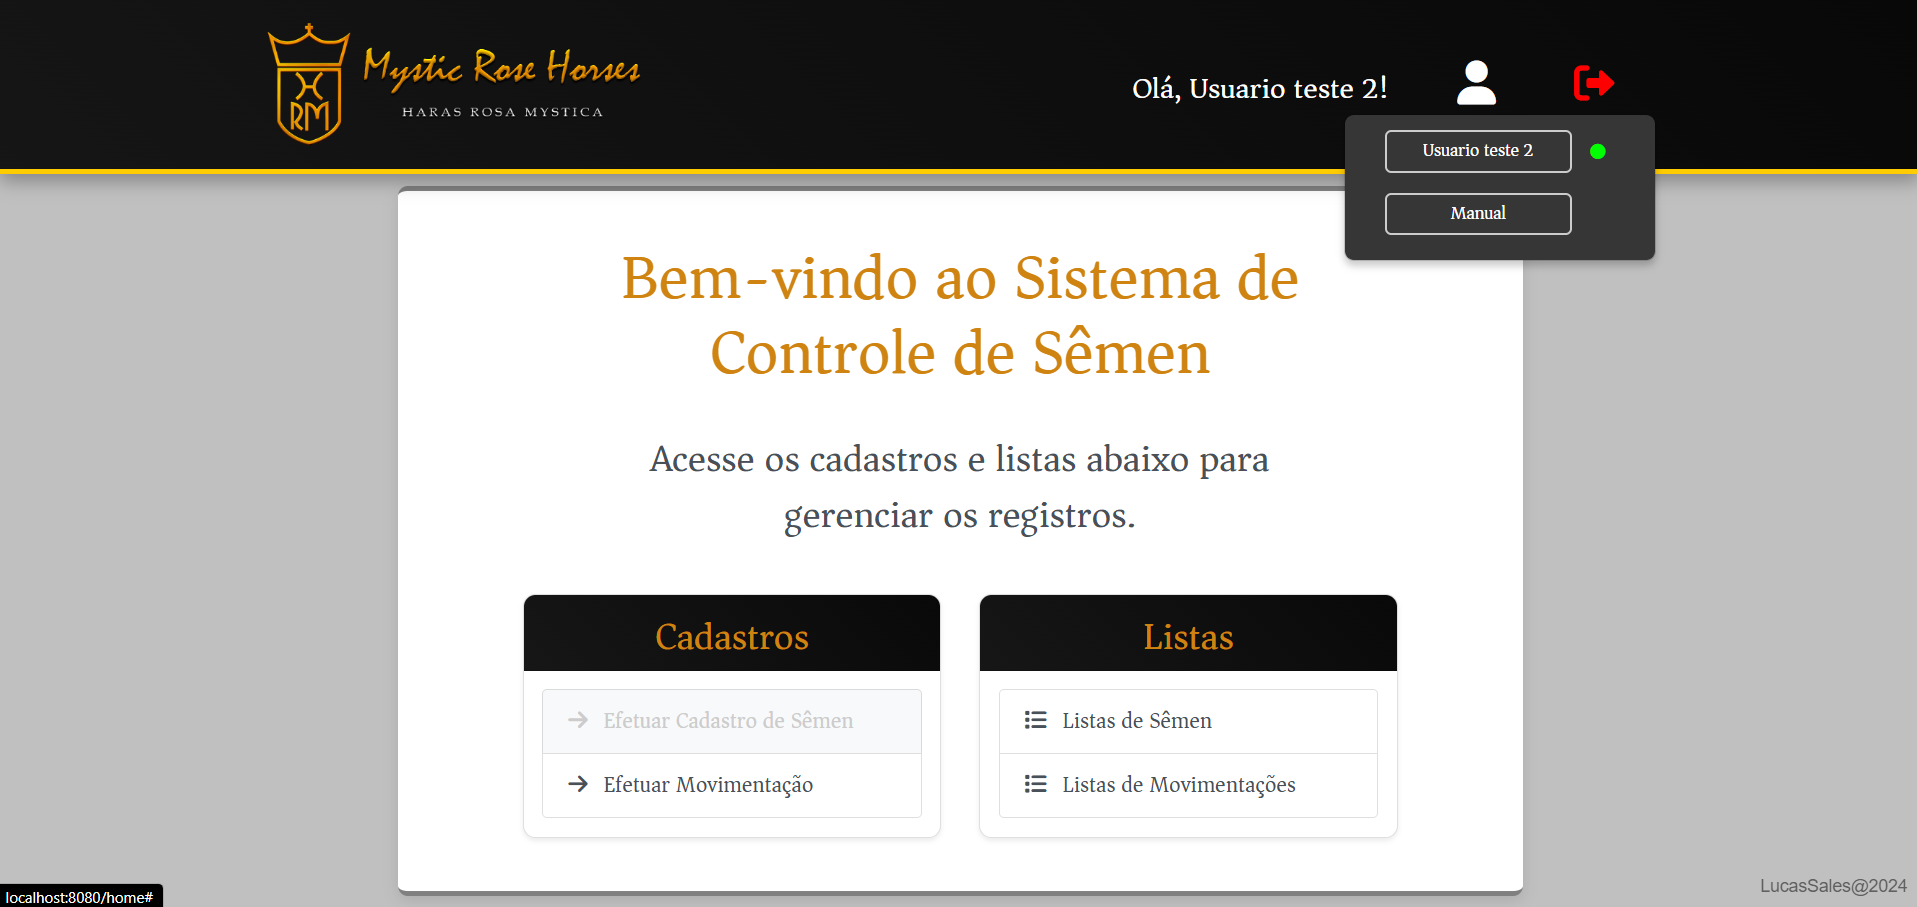 Mystic Rose Horses
HARAS ROSA MYSTICA
RM
Olá, Usuario teste 2!
Usuario teste 2
Manual
Bem-vindo ao Sistema de
Controle de Sêmen
Acesse os cadastros e listas abaixo para
gerenciar os registros.
Cadastros
Efetuar Cadastro de Sêmen
Efetuar Movimentação
Listas
Listas de Sêmen
Listas de Movimentações
localhost:8080/home#
LucasSales@2024